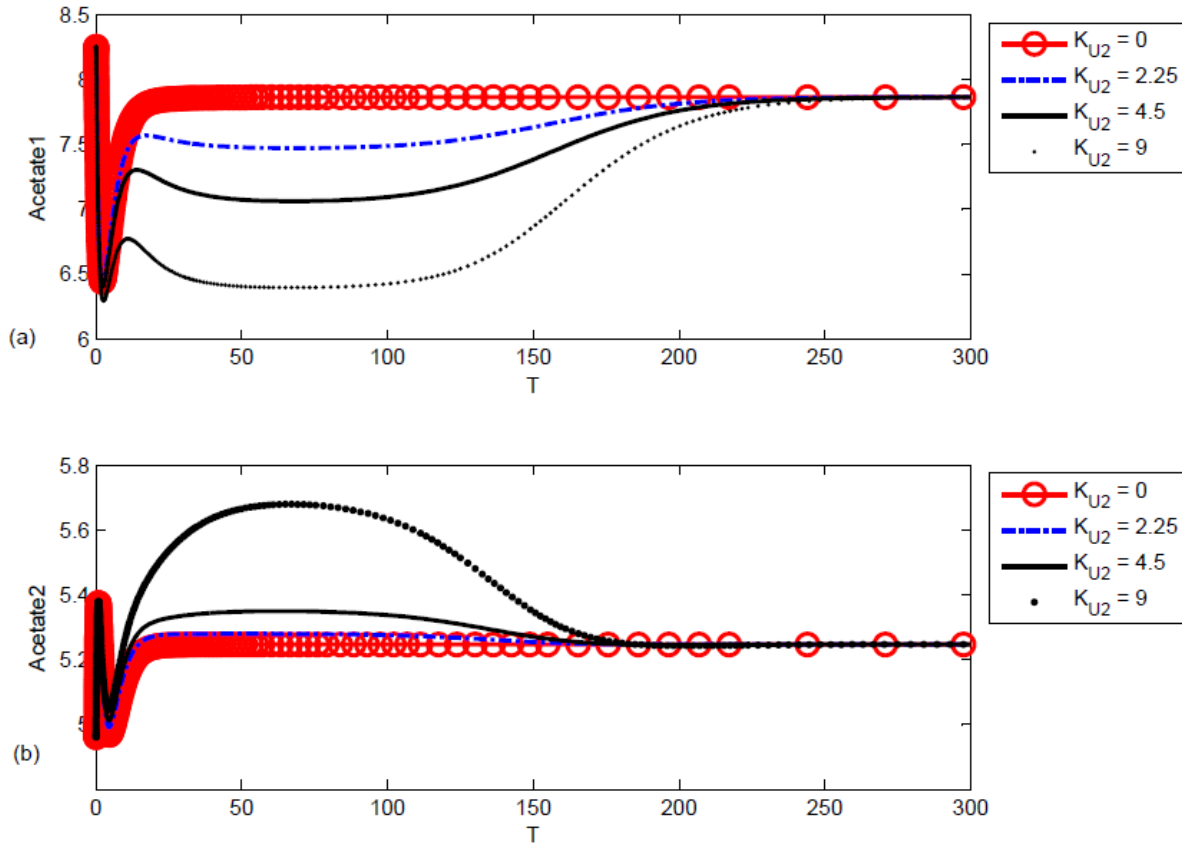 8.5
8
7.5
7
6.5
6
Acetate1
(a)
0
50
100
150
200
250
300
T
K_U2 = 0
K_U2 = 2.25
K_U2 = 4.5
K_U2 = 9
5.8
5.6
5.4
5.2
5
Acetate2
(b)
0
50
100
150
200
250
300
T
K_U2 = 0
K_U2 = 2.25
K_U2 = 4.5
K_U2 = 9